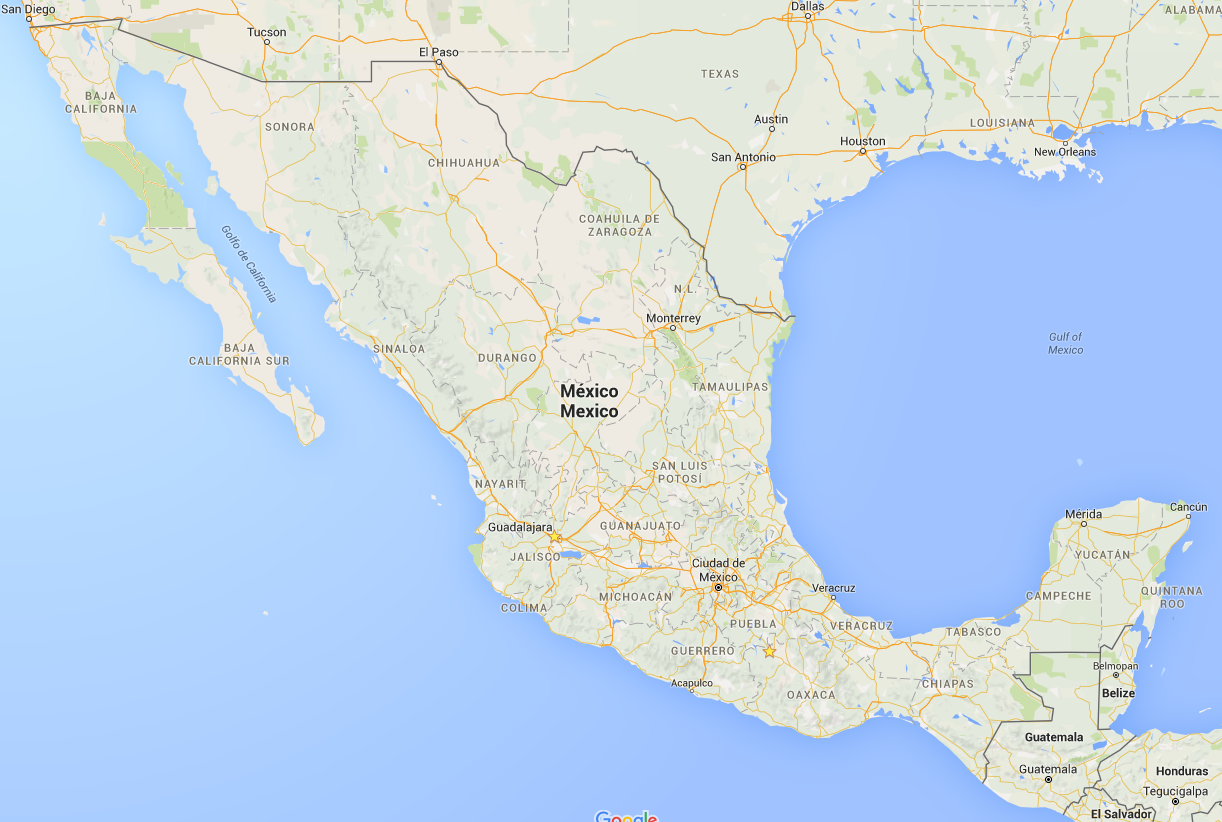 San Diego
Dallas
ALABAMA
Tucson
El Paso
TEXAS
BAJA
CALIFORNIA
SONORA
Austin
LOUISIANA
Houston
New Orleans
San Antonio
CHIHUAHUA
COAHUILA DE
ZARAGOZA
Golfo de California
N.L.
Monterrey
Gulf of
Mexico
BAJA
CALIFORNIA SUR
SINALOA
DURANGO
México
Mexico
TAMAULIPAS
SAN LUIS
POTOSÍ
NAYARIT
Guadalajara
GUANAJUATO
Mérida
Cancún
JALISCO
YUCATÁN
Ciudad de
México
Veracruz
COLIMA
MICHOACÁN
CAMPECHE
QUINTANA
ROO
PUEBLA
VERACRUZ
TABASCO
GUERRERO
Belmopan
Acapulco
CHIAPAS
OAXACA
Belize
Guatemala
Guatemala
Honduras
Tegucigalpa
El Salvador
Google